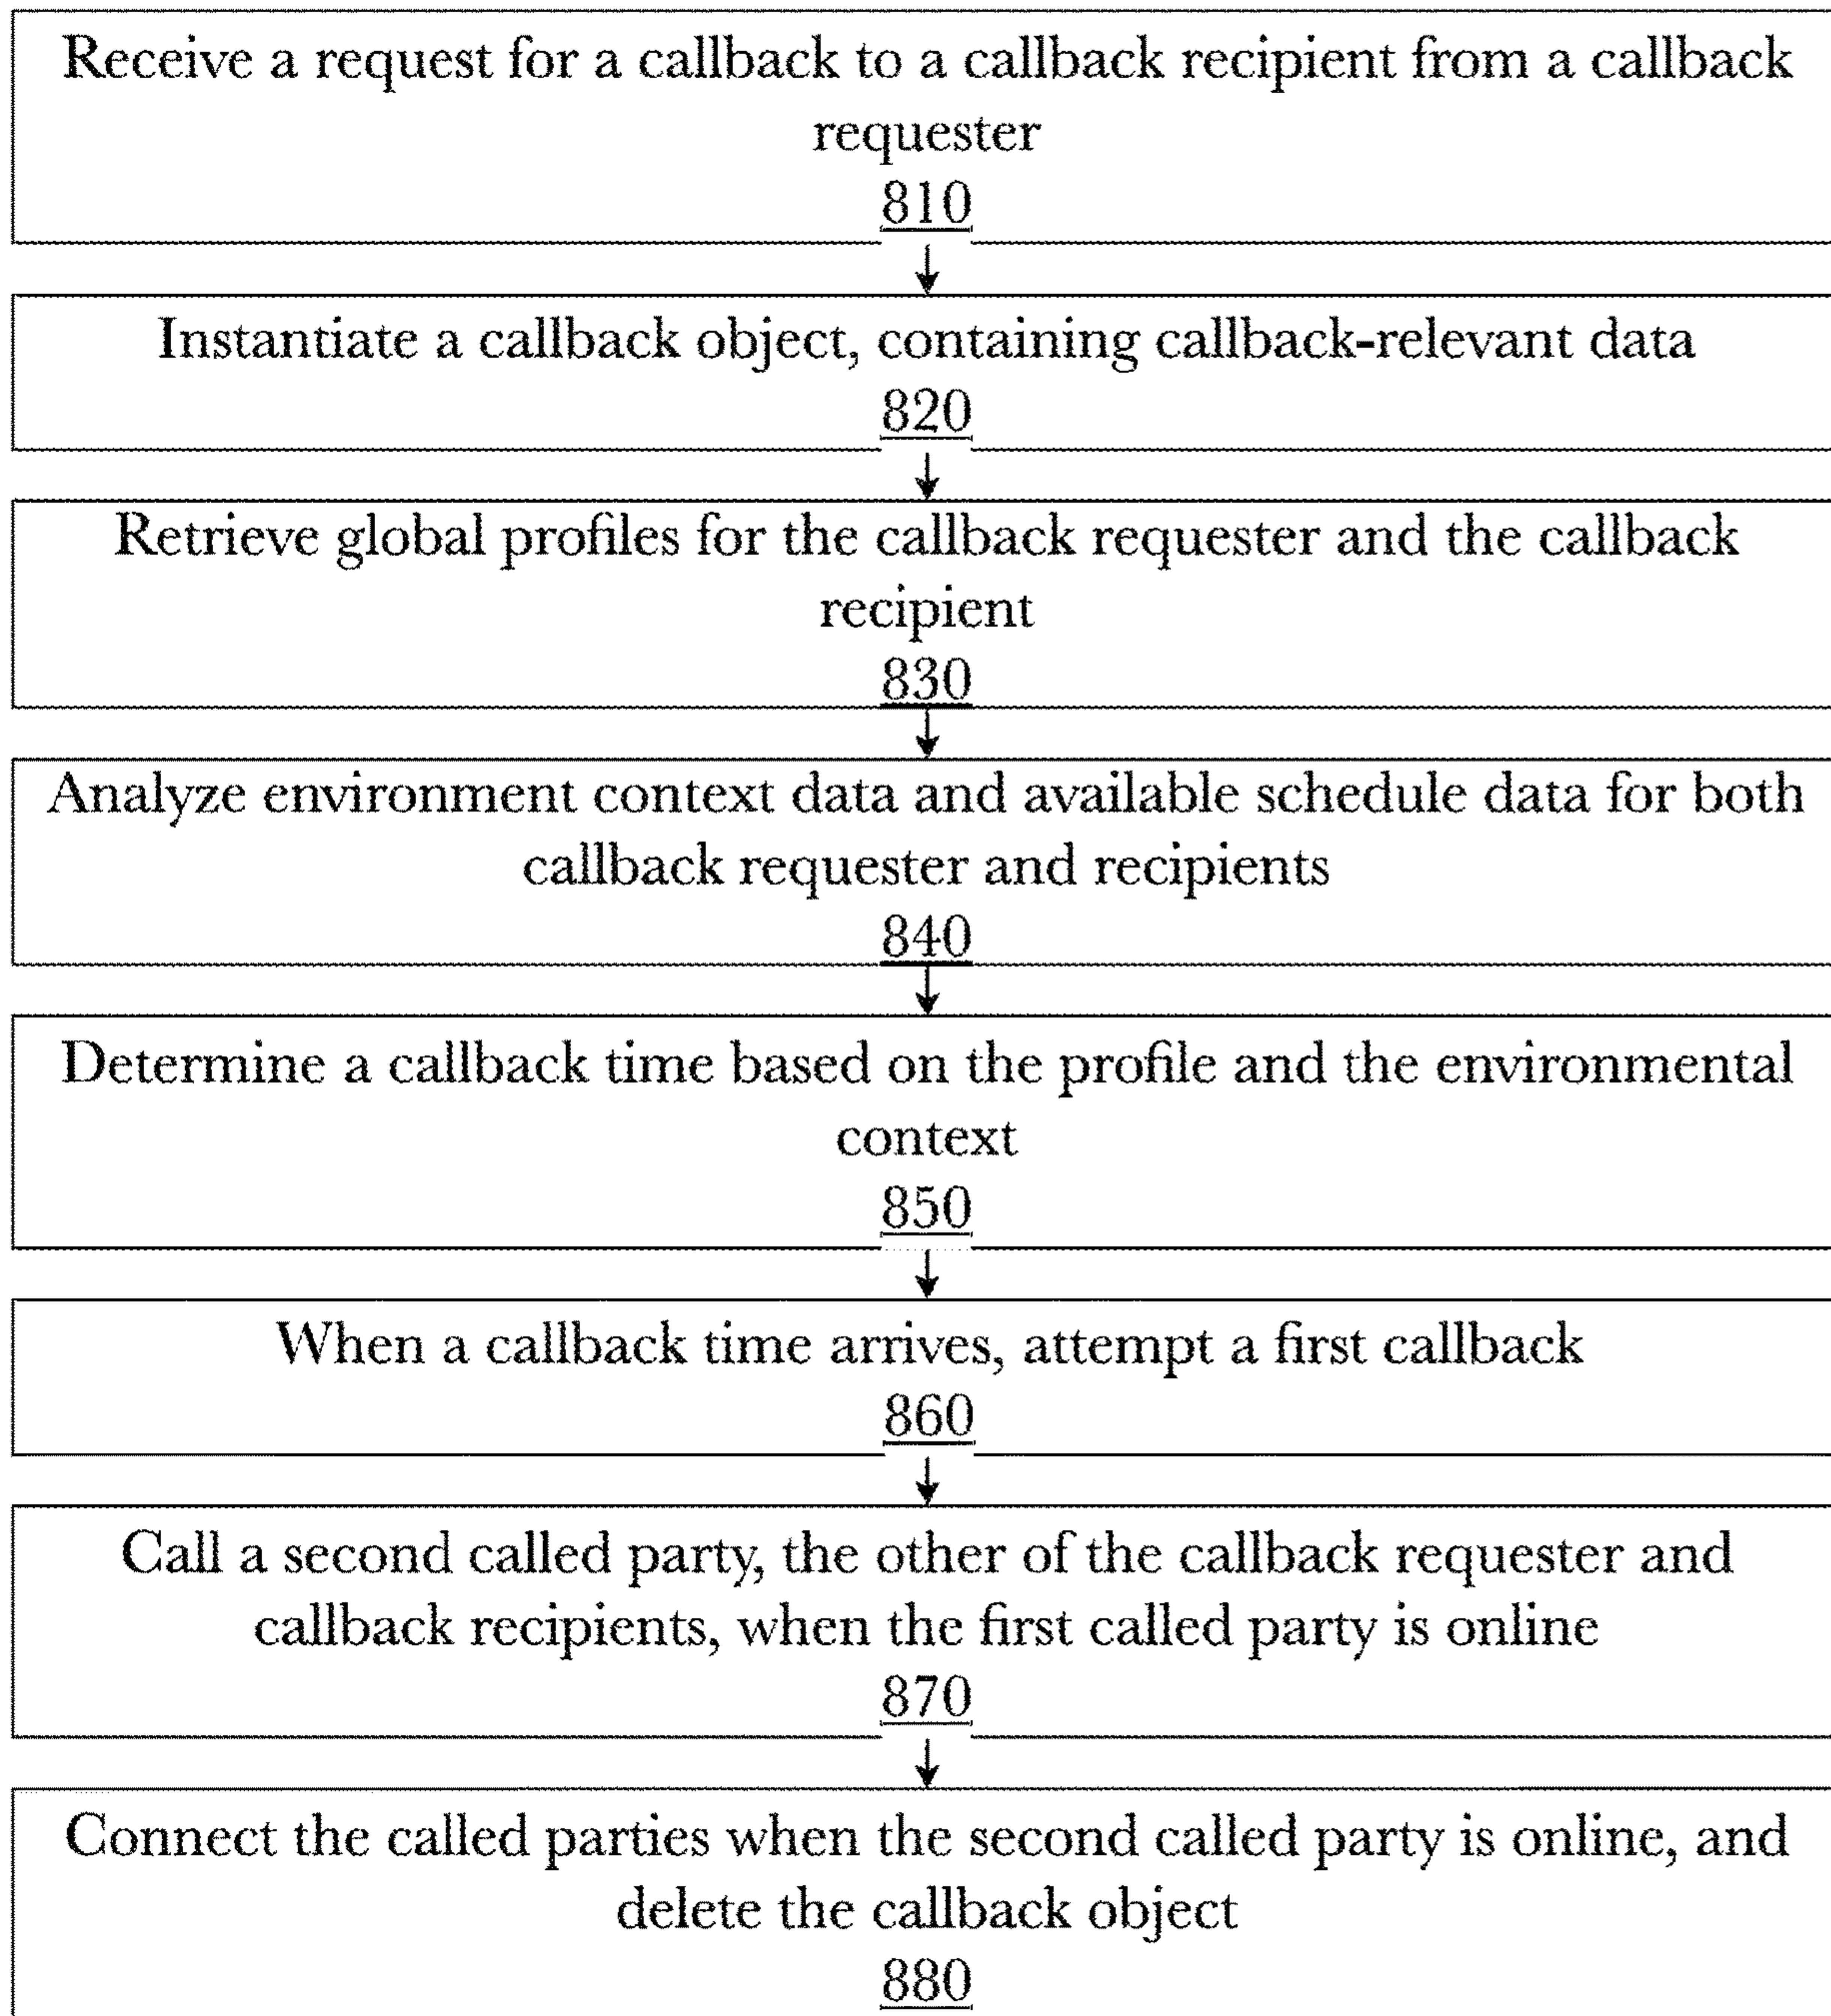 Receive a request for a callback to a callback recipient from a callback
requester
810
Instantiate a callback object, containing callback-relevant data
820
Retrieve global profiles for the callback requester and the callback
recipient
830
Analyze environment context data and available schedule data for both
callback requester and recipients
840
Determine a callback time based on the profile and the environmental
context
850
When a callback time arrives, attempt a first callback
860
Call a second called party, the other of the callback requester and
callback recipients, when the first called party is online
870
Connect the called parties when the second called party is online, and
delete the callback object
880